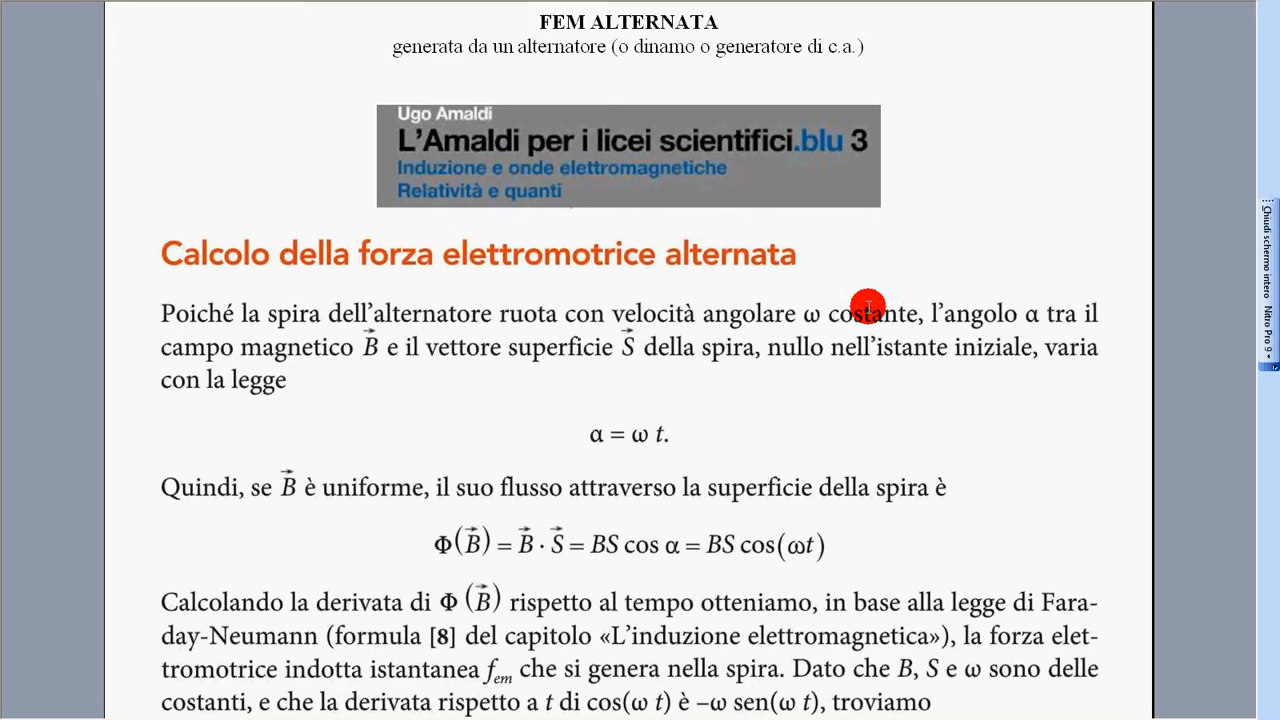 FEM ALTERNATA
generata da un alternatore (o dinamo o generatore di c.a.)
Ugo Amaldi
L'Amaldi per i licei scientifici.blu 3
Induzione e onde elettromagnetiche
Relatività e quanti
Calcolo della forza elettromotrice alternata
Poiché la spira dell'alternatore ruota con velocità angolare ω costante, l'angolo α tra il
campo magnetico B⃗ e il vettore superficie S⃗ della spira, nullo nell'istante iniziale, varia
con la legge
α = ω t.
Quindi, se B⃗ è uniforme, il suo flusso attraverso la superficie della spira è
Φ(B⃗) = B⃗ · S⃗ = BS cos α = BS cos(ωt)
Calcolando la derivata di Φ (B⃗) rispetto al tempo otteniamo, in base alla legge di Fara-
day-Neumann (formula [8] del capitolo «L'induzione elettromagnetica»), la forza elet-
tromotrice indotta istantanea fem che si genera nella spira. Dato che B, S e ω sono delle
costanti, e che la derivata rispetto a t di cos(ω t) è –ω sen(ω t), troviamo
Chiudi schermo intero
Nitro Pro 9